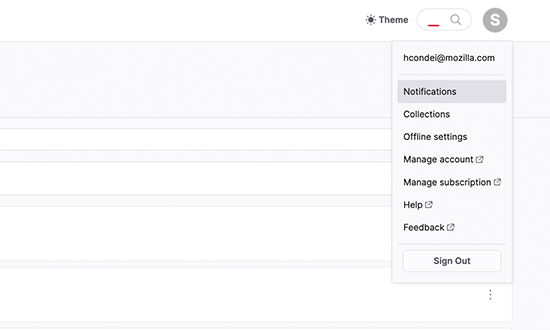 Theme
S
hcondei@mozilla.com
Notifications
Collections
Offline settings
Manage account
Manage subscription
Help
Feedback
Sign Out